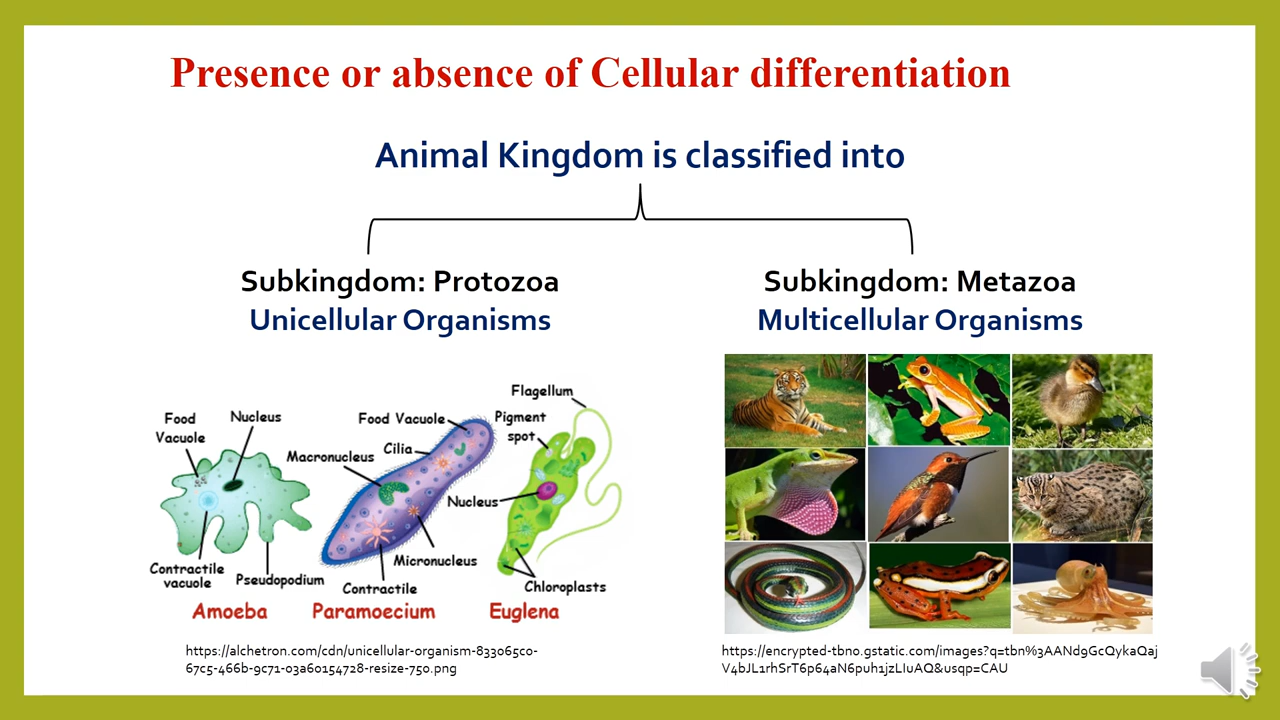 Presence or absence of Cellular differentiation
Animal Kingdom is classified into
Subkingdom: Protozoa
Unicellular Organisms
Subkingdom: Metazoa
Multicellular Organisms
Food
Vacuole
Nucleus
Contractile
vacuole
Pseudopodium
Amoeba
Food Vacuole
Cilia
Macronucleus
Micronucleus
Contractile
Paramoecium
Flagellum
Pigment
spot
Nucleus
Chloroplasts
Euglena
https://alchetron.com/cdn/unicellular-organism-833065c0-
67c5-466b-9c71-03a60154728-resize-750.png
https://encrypted-tbn0.gstatic.com/images?q=tbn%3AANd9GcQykaQaj
V4bJL1rhSrT6p64aN6puh1jzLIuAQ&usqp=CAU